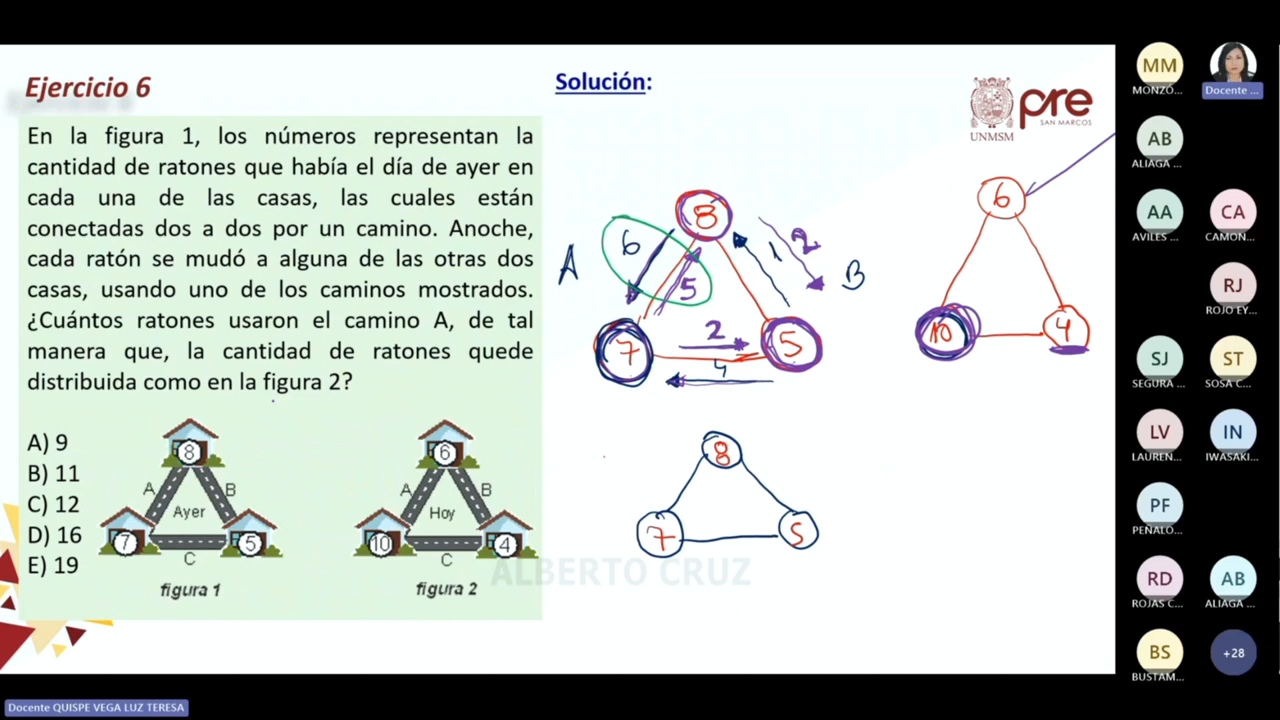 Ejercicio 6
En la figura 1, los números representan la
cantidad de ratones que había el día de ayer en
cada una de las casas, las cuales están
conectadas dos a dos por un camino. Anoche,
cada ratón se mudó a alguna de las otras dos
casas, usando uno de los caminos mostrados.
¿Cuántos ratones usaron el camino A, de tal
manera que, la cantidad de ratones quede
distribuida como en la figura 2?
A) 9
B) 11
C) 12
D) 16
E) 19
8
A
B
Ayer
7
5
C
figura 1
6
A
B
Hoy
10
4
C
figura 2
Solución:
UNMSM
pre
SAN MARCOS
8
A
6
5
1
2
B
7
2
5
4
6
10
4
8
7
5
ALBERTO CRUZ
MM
MONZO...
Docente ...
AB
ALIAGA ...
AA
AVILES ...
CA
CAMON...
RJ
ROJO EY...
SJ
SEGURA ...
ST
SOSA C...
LV
LAUREN...
IN
IWASAKI...
PF
PEÑALO...
RD
ROJAS C...
AB
ALIAGA ...
BS
BUSTAM...
+28
Docente QUISPE VEGA LUZ TERESA